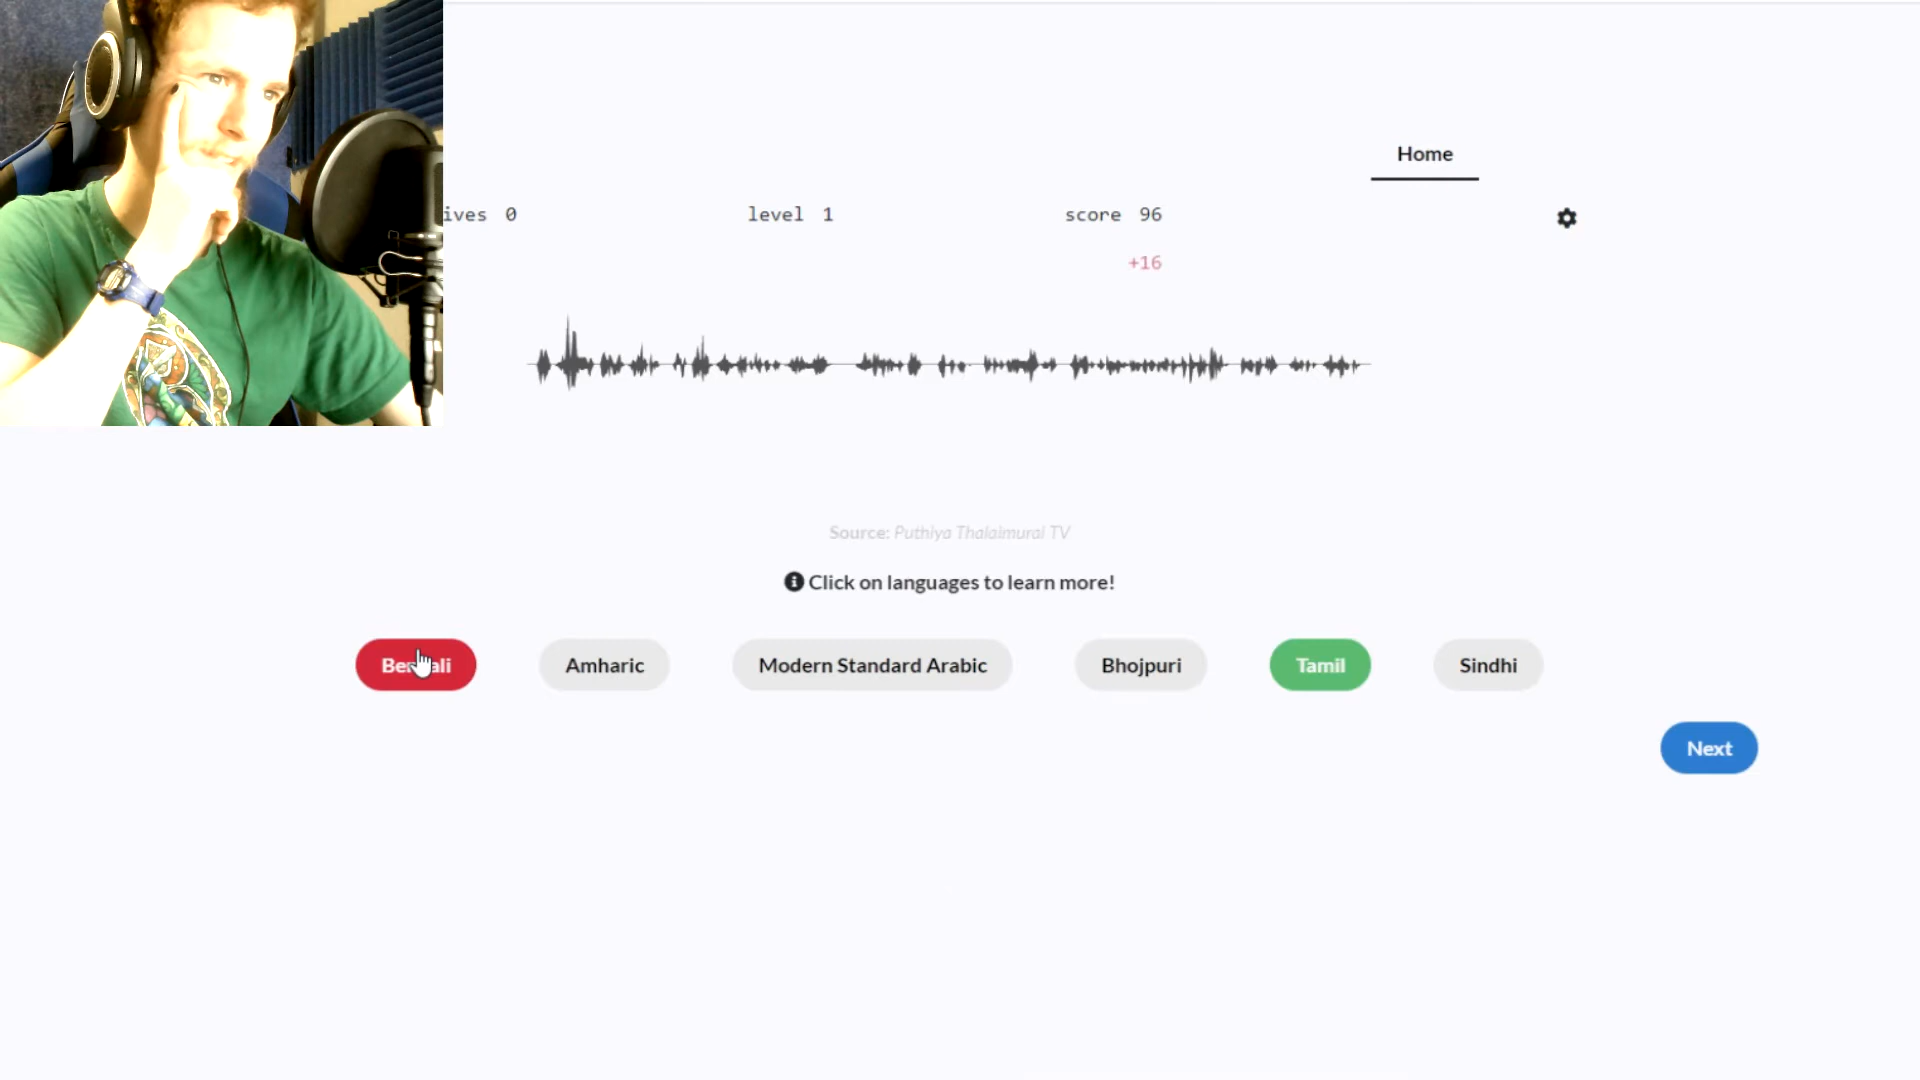 Home
ives 0
level 1
score 96
+16
Source: Puthiya Thalaimurai TV
Click on languages to learn more!
Bengali
Amharic
Modern Standard Arabic
Bhojpuri
Tamil
Sindhi
Next